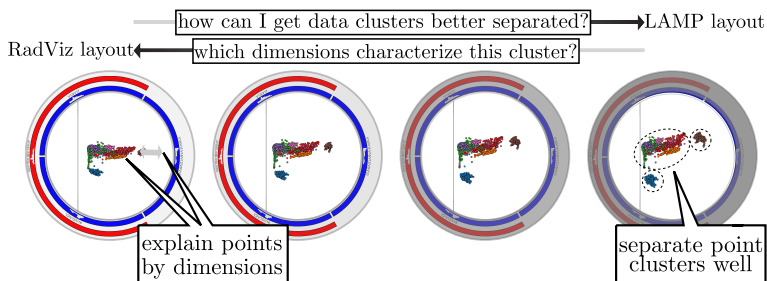 how can I get data clusters better separated?
LAMP layout
RadViz layout
which dimensions characterize this cluster?
explain points
by dimensions
separate point
clusters well